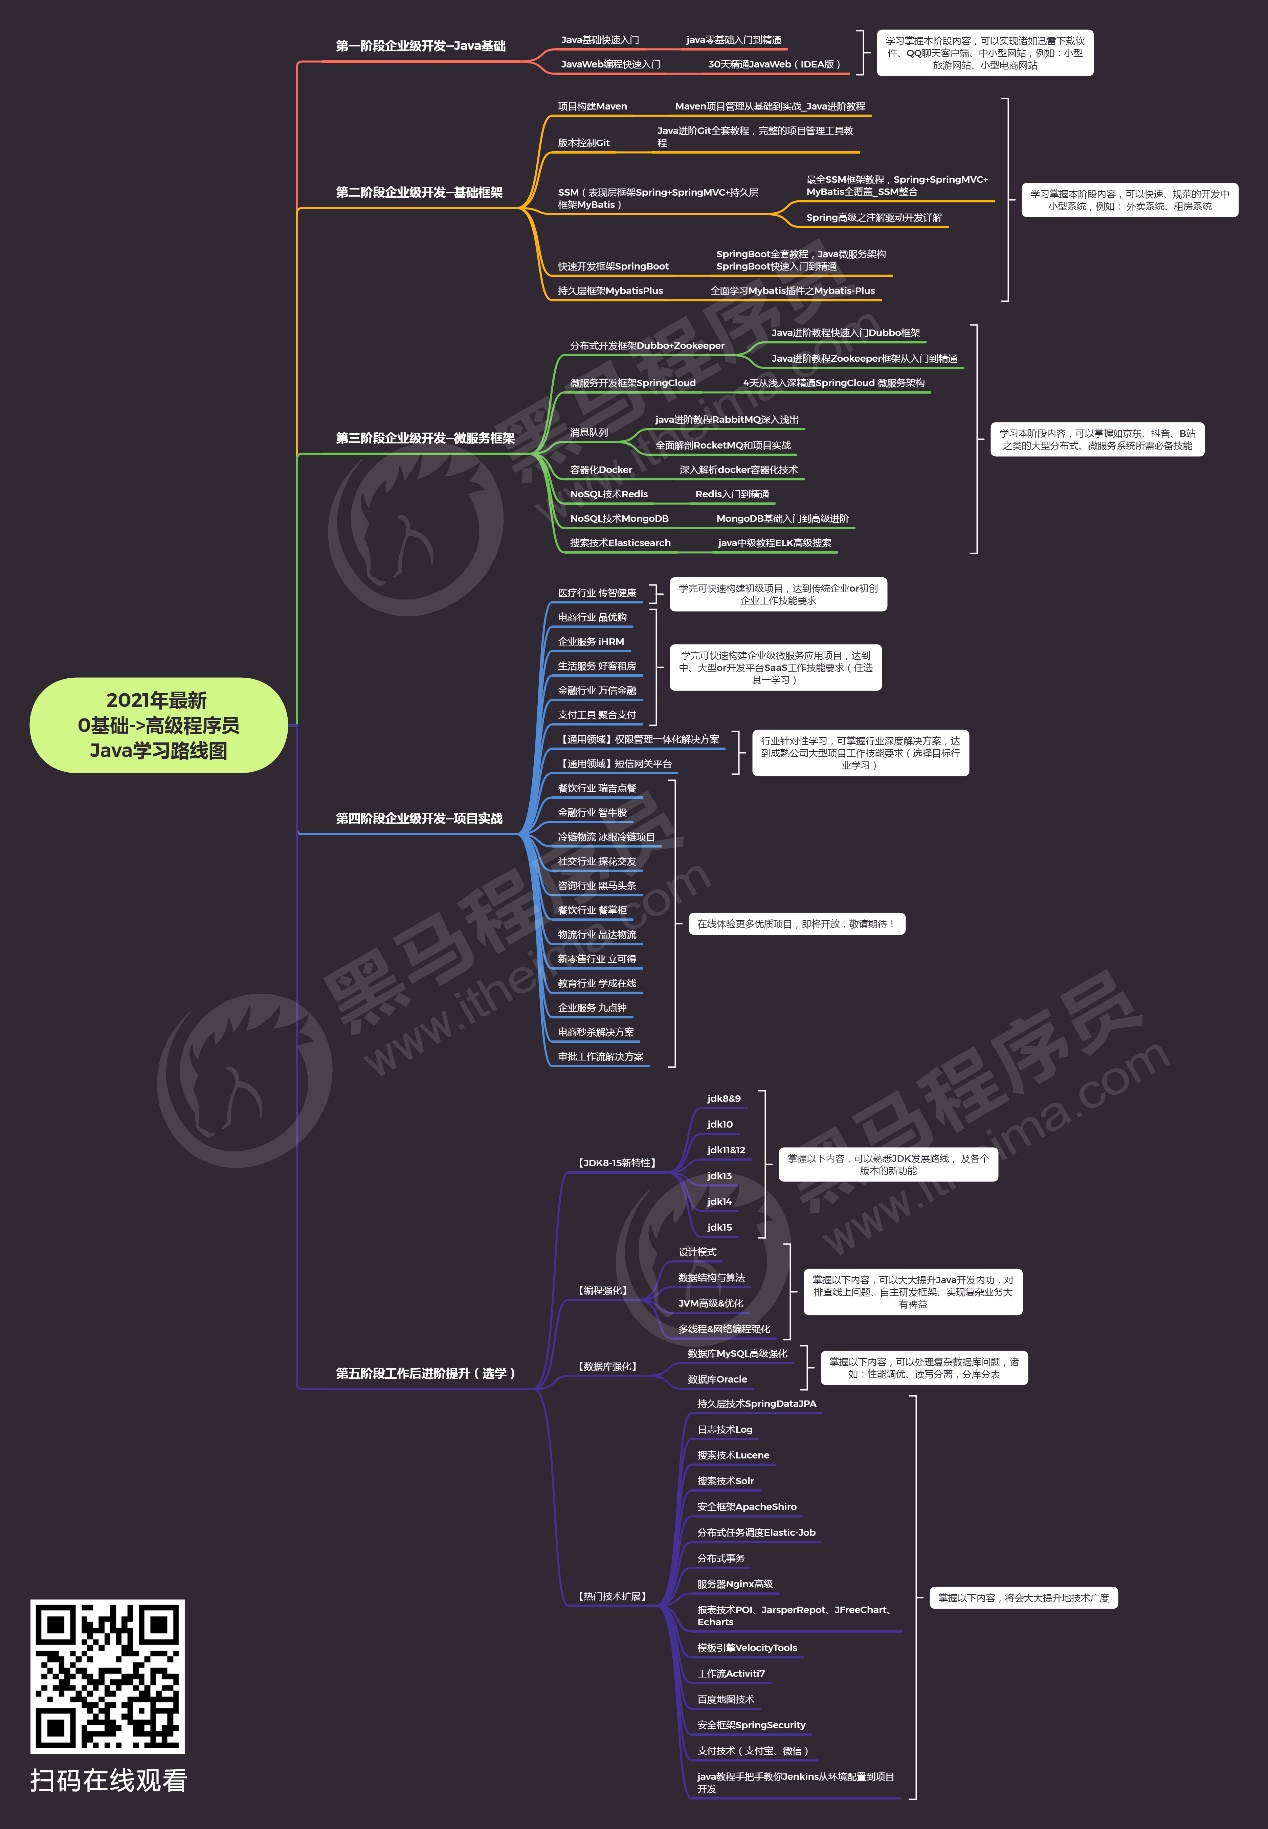 2021年最新
0基础->高级程序员
Java学习路线图
第一阶段企业级开发—Java基础
Java基础快速入门
java零基础入门到精通
JavaWeb编程快速入门
30天精通JavaWeb（IDEA版）
学习掌握本阶段内容，可以实现诸如迅雷下载软
件、QQ聊天客户端、中小型网站，例如：小型
旅游网站、小型电商网站
第二阶段企业级开发—基础框架
项目构建Maven
Maven项目管理从基础到实战_Java进阶教程
版本控制Git
Java进阶Git全套教程，完整的项目管理工具教
程
SSM（表现层框架Spring+SpringMVC+持久层
框架MyBatis）
最全SSM框架教程，Spring+SpringMVC+
MyBatis全覆盖_SSM整合
Spring高级之注解驱动开发详解
快速开发框架SpringBoot
SpringBoot全套教程，Java微服务架构
SpringBoot快速入门到精通
持久层框架MybatisPlus
全面学习Mybatis插件之Mybatis-Plus
学习掌握本阶段内容，可以快速、规范的开发中
小型系统，例如： 外卖系统、租房系统
第三阶段企业级开发—微服务框架
分布式开发框架Dubbo+Zookeeper
Java进阶教程快速入门Dubbo框架
Java进阶教程Zookeeper框架从入门到精通
微服务开发框架SpringCloud
4天从浅入深精通SpringCloud 微服务架构
消息队列
java进阶教程RabbitMQ深入浅出
全面解剖RocketMQ和项目实战
容器化Docker
深入解析docker容器化技术
NoSQL技术Redis
Redis入门到精通
NoSQL技术MongoDB
MongoDB基础入门到高级进阶
搜索技术Elasticsearch
java中级教程ELK高级搜索
学习本阶段内容，可以掌握如京东、抖音、B站
之类的大型分布式、微服务系统所需必备技能
第四阶段企业级开发—项目实战
医疗行业 传智健康
学完可快速构建初级项目，达到传统企业or初创
企业工作技能要求
电商行业 品优购
企业服务 iHRM
生活服务 好客租房
金融行业 万信金融
支付工具 聚合支付
学完可快速构建企业级微服务应用项目，达到
中、大型or开发平台SaaS工作技能要求（任选
其一学习）
【通用领域】权限管理一体化解决方案
【通用领域】短信网关平台
行业针对性学习，可掌握行业深度解决方案，达
到成熟公司大型项目工作技能要求（选择目标行
业学习）
餐饮行业 瑞吉点餐
金融行业 智牛股
冷链物流 冰眼冷链项目
社交行业 探花交友
咨询行业 黑马头条
餐饮行业 餐掌柜
物流行业 品达物流
新零售行业 立可得
教育行业 学成在线
企业服务 九点钟
电商秒杀解决方案
审批工作流解决方案
在线体验更多优质项目，即将开放，敬请期待！
第五阶段工作后进阶提升（选学）
【JDK8-15新特性】
jdk8&9
jdk10
jdk11&12
jdk13
jdk14
jdk15
掌握以下内容，可以熟悉JDK发展路线， 及各个
版本的新功能
【编程强化】
设计模式
数据结构与算法
JVM高级&优化
多线程&网络编程强化
掌握以下内容，可以大大提升Java开发内功，对
排查线上问题、自主研发框架、实现复杂业务大
有裨益
【数据库强化】
数据库MySQL高级强化
数据库Oracle
掌握以下内容，可以处理复杂数据库问题，诸
如：性能调优、读写分离，分库分表
【热门技术扩展】
持久层技术SpringDataJPA
日志技术Log
搜索技术Lucene
搜索技术Solr
安全框架ApacheShiro
分布式任务调度Elastic-Job
分布式事务
服务器Nginx高级
报表技术POI、JarsperRepot、JFreeChart、
Echarts
模板引擎VelocityTools
工作流Activiti7
百度地图技术
安全框架SpringSecurity
支付技术（支付宝、微信）
java教程手把手教你Jenkins从环境配置到项目
开发
掌握以下内容，将会大大提升地技术广度
扫码在线观看
黑马程序员
www.itheima.com
黑马程序员
www.itheima.com
黑马程序员
www.itheima.com